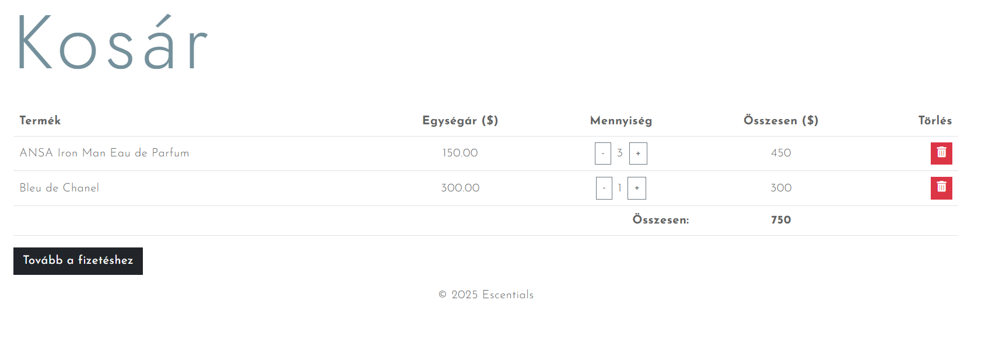 Kosár
Termék Egységár ($) Mennyiség Összesen ($) Törlés
ANSA Iron Man Eau de Parfum 150.00 - 3 + 450
Bleu de Chanel 300.00 - 1 + 300
Összesen: 750
Tovább a fizetéshez
© 2025 Escentials